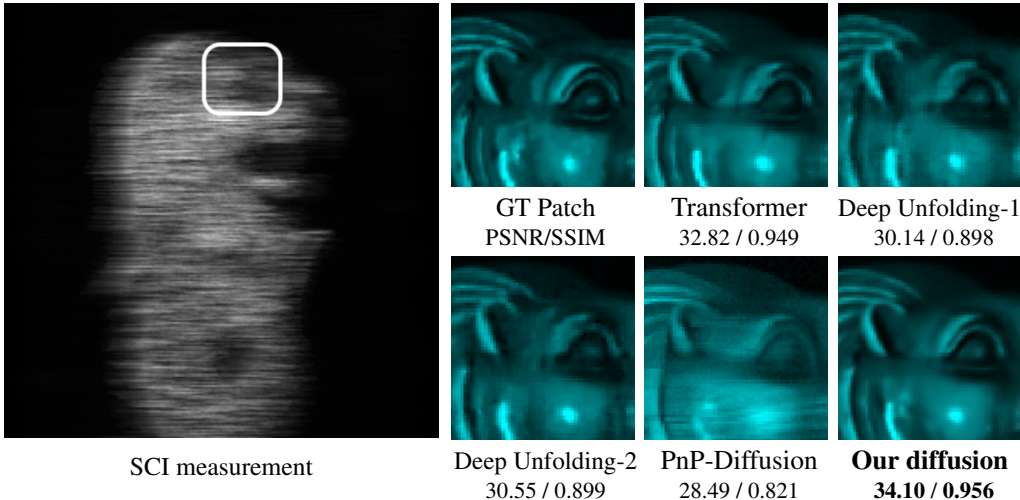 GT Patch
PSNR/SSIM
Transformer
32.82 / 0.949
Deep Unfolding-1
30.14 / 0.898
SCI measurement
Deep Unfolding-2
30.55 / 0.899
PnP-Diffusion
28.49 / 0.821
Our diffusion
34.10 / 0.956